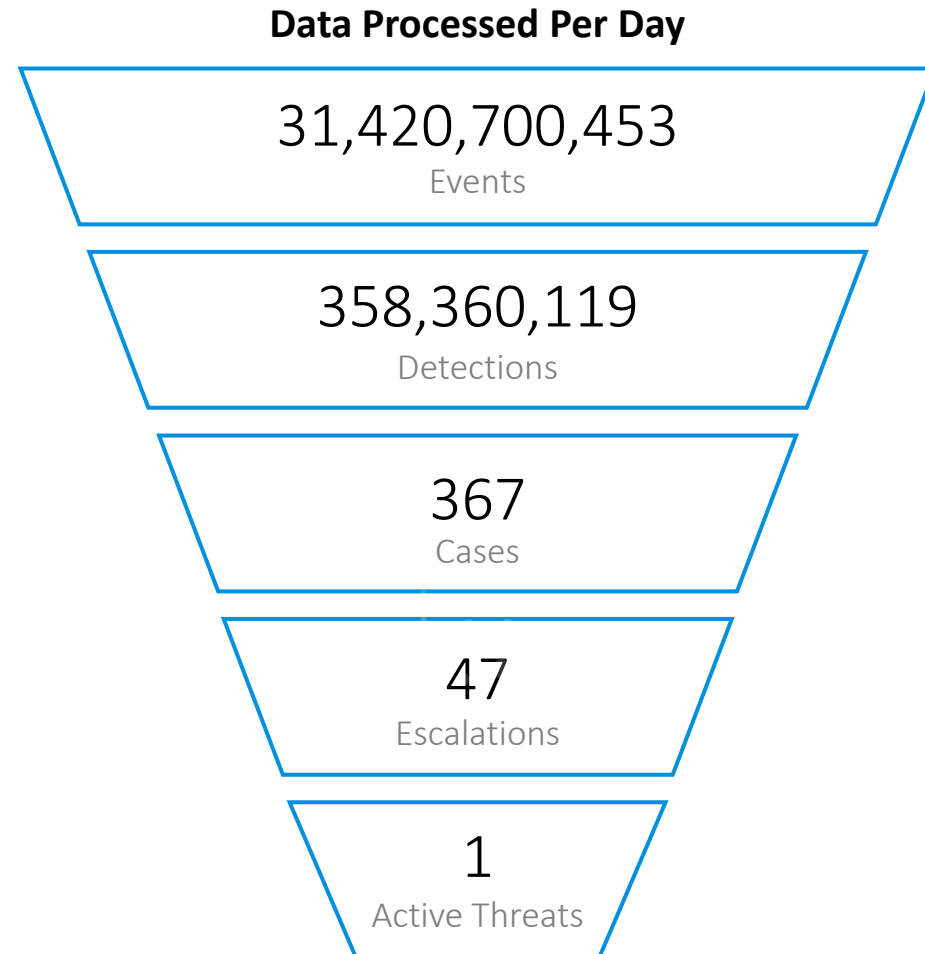 Data Processed Per Day
31,420,700,453
Events
358,360,119
Detections
367
Cases
47
Escalations
1
Active Threats